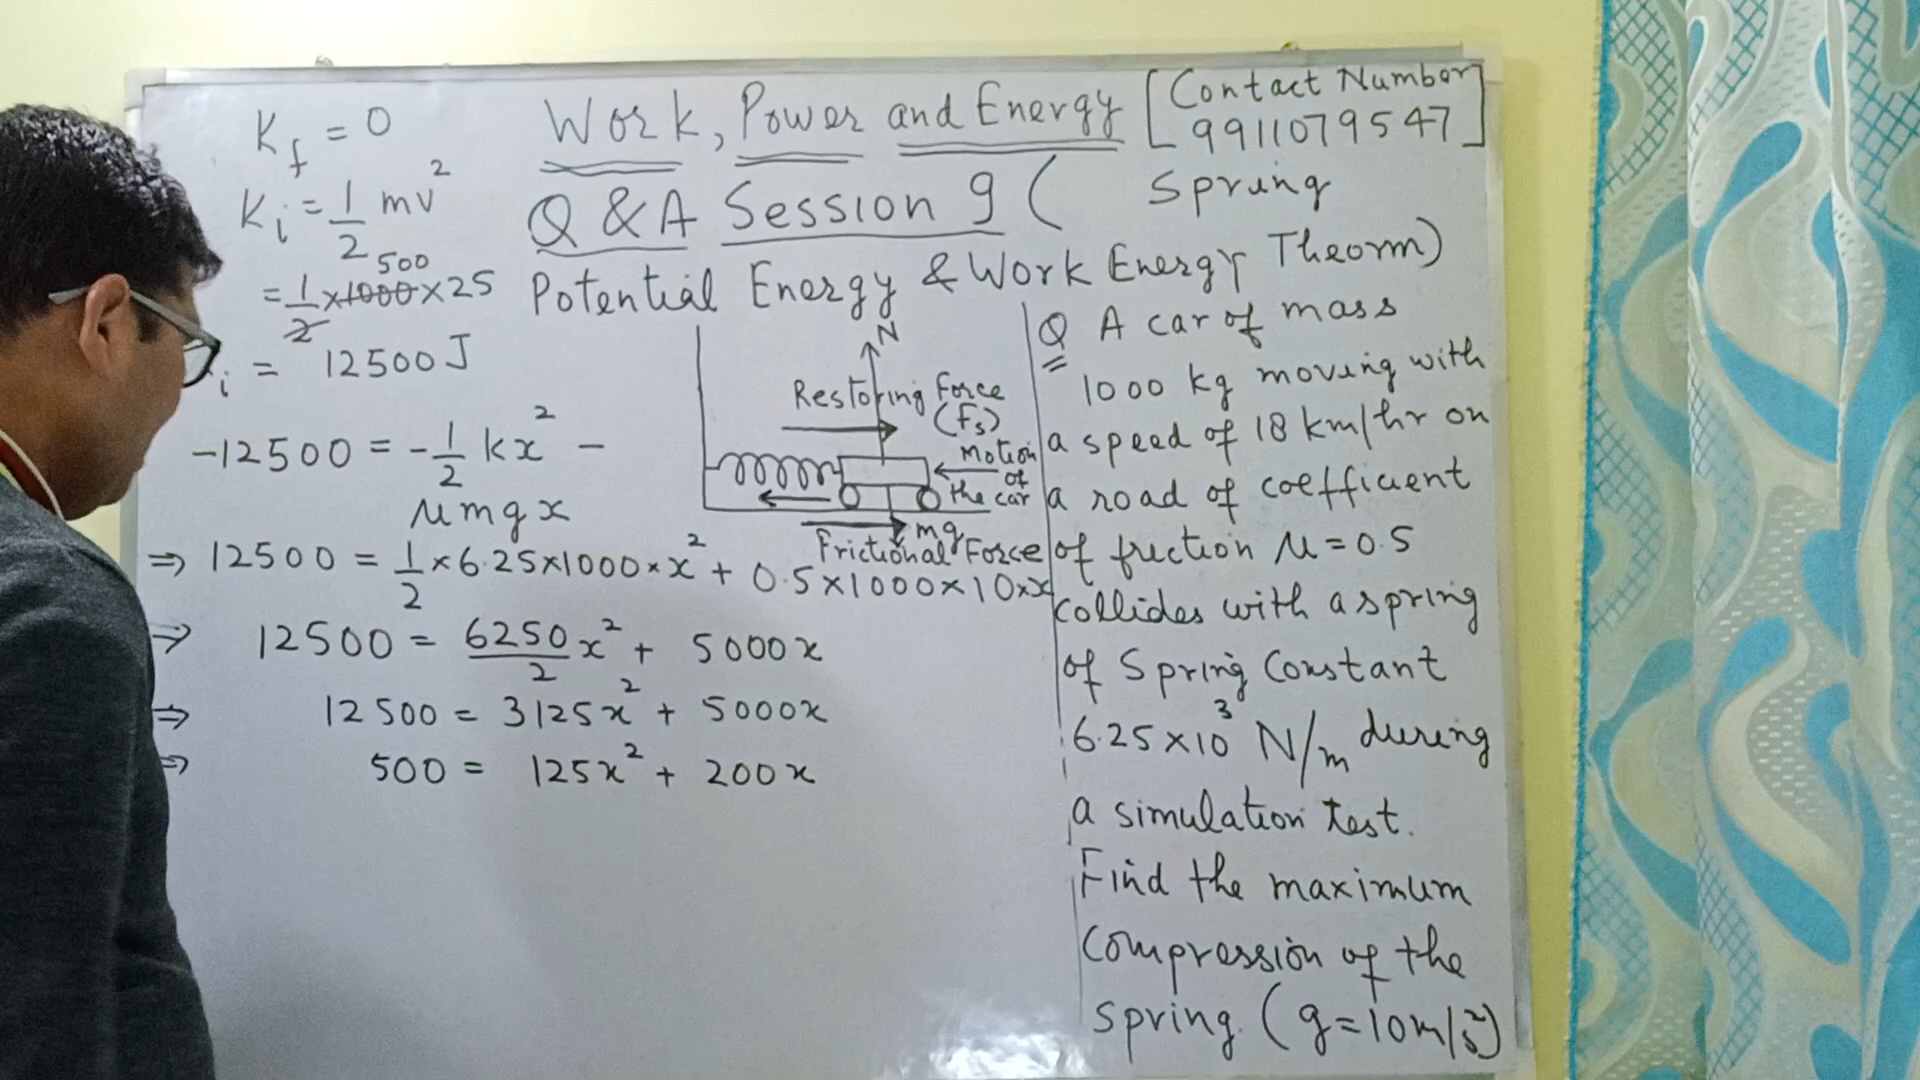 Work, Power and Energy [Contact Number
9911079547]
Q & A Session 9 ( Spring
Potential Energy & Work Energy Theorm)
K_f = 0
K_i = 1/2 mv²
500
= 1/2 × 1000 × 25
i = 12500 J
-12500 = -1/2 kx² -
μmgx
⇒ 12500 = 1/2 × 6.25×1000×x² + 0.5×1000×10×x
⇒ 12500 = 6250/2 x² + 5000x
⇒ 12500 = 3125x² + 5000x
⇒ 500 = 125x² + 200x
N
Restoring Force
(Fs)
Motion
of
the car
mg
Frictional Force
Q A car of mass
1000 kg moving with
a speed of 18 km/hr on
a road of coefficient
of friction μ = 0.5
collides with a spring
of Spring Constant
6.25×10³ N/m during
a simulation test.
Find the maximum
compression of the
spring. (g=10m/s²)